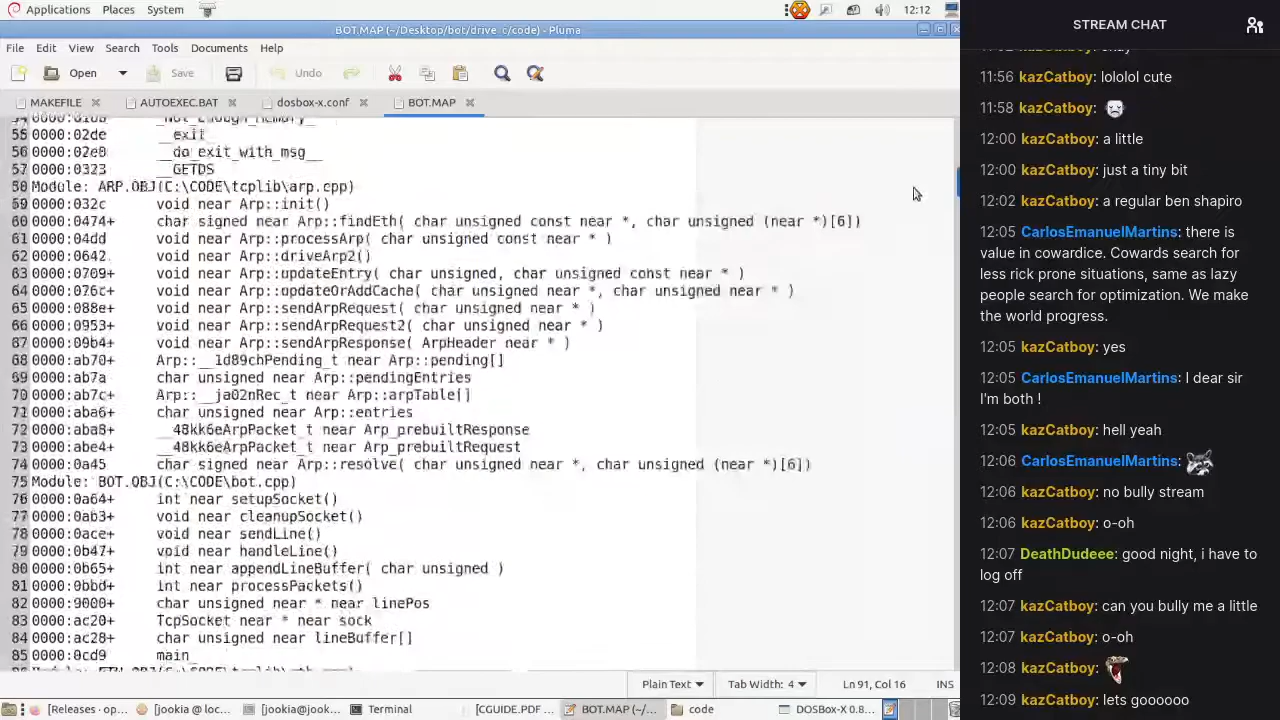 Applications Places System 12:12
BOT.MAP (~/Desktop/bot/drive_c/code) - Pluma
File Edit View Search Tools Documents Help
Open Save Undo
MAKEFILE AUTOEXEC.BAT dosbox-x.conf BOT.MAP
55 0000:02de __exit_
56 0000:02e0 __do_exit_with_msg__
57 0000:0323 __GETDS
Module: ARP.OBJ(C:\CODE\tcplib\arp.cpp)
59 0000:032c void near Arp::init()
60 0000:0474+ char signed near Arp::findEth( char unsigned const near *, char unsigned (near *)[6])
61 0000:04dd void near Arp::processArp( char unsigned const near * )
62 0000:0642 void near Arp::driveArp2()
63 0000:0709+ void near Arp::updateEntry( char unsigned, char unsigned const near * )
64 0000:076c+ void near Arp::updateOrAddCache( char unsigned near *, char unsigned near * )
65 0000:088e+ void near Arp::sendArpRequest( char unsigned near * )
66 0000:0953+ void near Arp::sendArpRequest2( char unsigned near * )
0000:09b4+ void near Arp::sendArpResponse( ArpHeader near * )
68 0000:ab70+ Arp::__1d89chPending_t near Arp::pending[]
69 0000:ab7a char unsigned near Arp::pendingEntries
70 0000:ab7c+ Arp::__ja02nRec_t near Arp::arpTable[]
71 0000:aba6+ char unsigned near Arp::entries
72 0000:aba8+ __48kk6eArpPacket_t near Arp_prebuiltResponse
73 0000:abe4+ __48kk6eArpPacket_t near Arp_prebuiltRequest
74 0000:0a45 char signed near Arp::resolve( char unsigned near *, char unsigned (near *)[6])
75 Module: BOT.OBJ(C:\CODE\bot.cpp)
76 0000:0a64+ int near setupSocket()
77 0000:0ab3+ void near cleanupSocket()
78 0000:0ace+ void near sendLine()
79 0000:0b47+ void near handleLine()
80 0000:0b65+ int near appendLineBuffer( char unsigned )
81 0000:0bbd+ int near processPackets()
82 0000:9000+ char unsigned near * near linePos
83 0000:ac20+ TcpSocket near * near sock
84 0000:ac28+ char unsigned near lineBuffer[]
85 0000:0cd9 main_
Plain Text Tab Width: 4 Ln 91, Col 16 INS
[Releases · op... [jookia @ loc... [jookia@jook... Terminal [CGUIDE.PDF ... BOT.MAP (~/... code DOSBox-X 0.8...
STREAM CHAT
11:56 kazCatboy: lololol cute
11:58 kazCatboy:
12:00 kazCatboy: a little
12:00 kazCatboy: just a tiny bit
12:02 kazCatboy: a regular ben shapiro
12:05 CarlosEmanuelMartins: there is
value in cowardice. Cowards search for
less rick prone situations, same as lazy
people search for optimization. We make
the world progress.
12:05 kazCatboy: yes
12:05 CarlosEmanuelMartins: I dear sir
I'm both !
12:05 kazCatboy: hell yeah
12:06 CarlosEmanuelMartins:
12:06 kazCatboy: no bully stream
12:06 kazCatboy: o-oh
12:07 DeathDudeee: good night, i have to
log off
12:07 kazCatboy: can you bully me a little
12:07 kazCatboy: o-oh
12:08 kazCatboy:
12:09 kazCatboy: lets goooooo